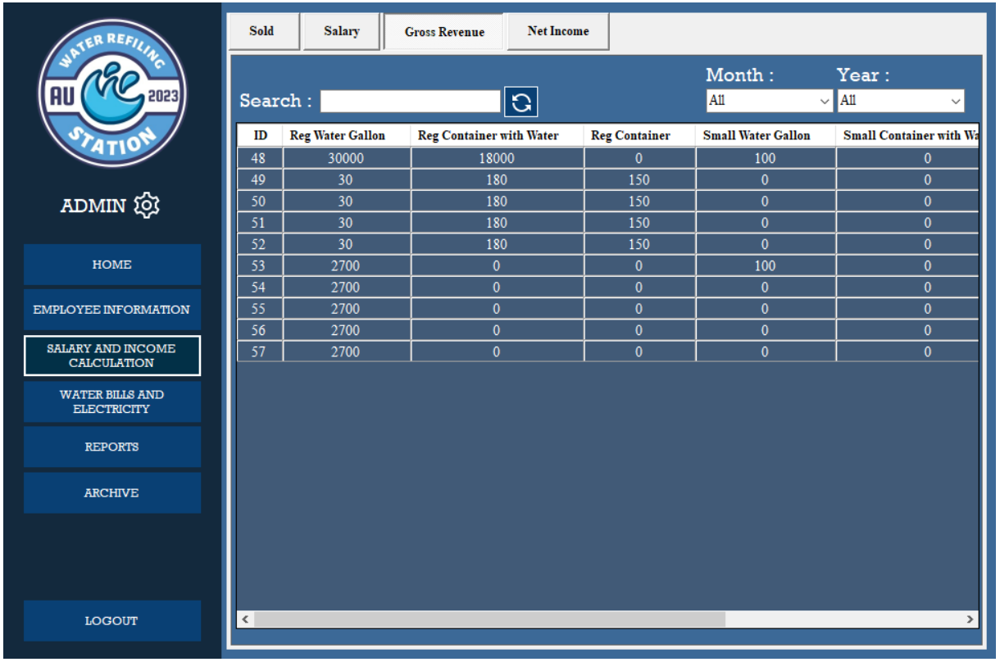 WATER REFILING
AU 2023
STATION
ADMIN
HOME
EMPLOYEE INFORMATION
SALARY AND INCOME
CALCULATION
WATER BILLS AND
ELECTRICITY
REPORTS
ARCHIVE
LOGOUT
Sold Salary Gross Revenue Net Income
Month : Year :
Search : All All
ID Reg Water Gallon Reg Container with Water Reg Container Small Water Gallon Small Container with Wa
48 30000 18000 0 100 0
49 30 180 150 0 0
50 30 180 150 0 0
51 30 180 150 0 0
52 30 180 150 0 0
53 2700 0 0 100 0
54 2700 0 0 0 0
55 2700 0 0 0 0
56 2700 0 0 0 0
57 2700 0 0 0 0